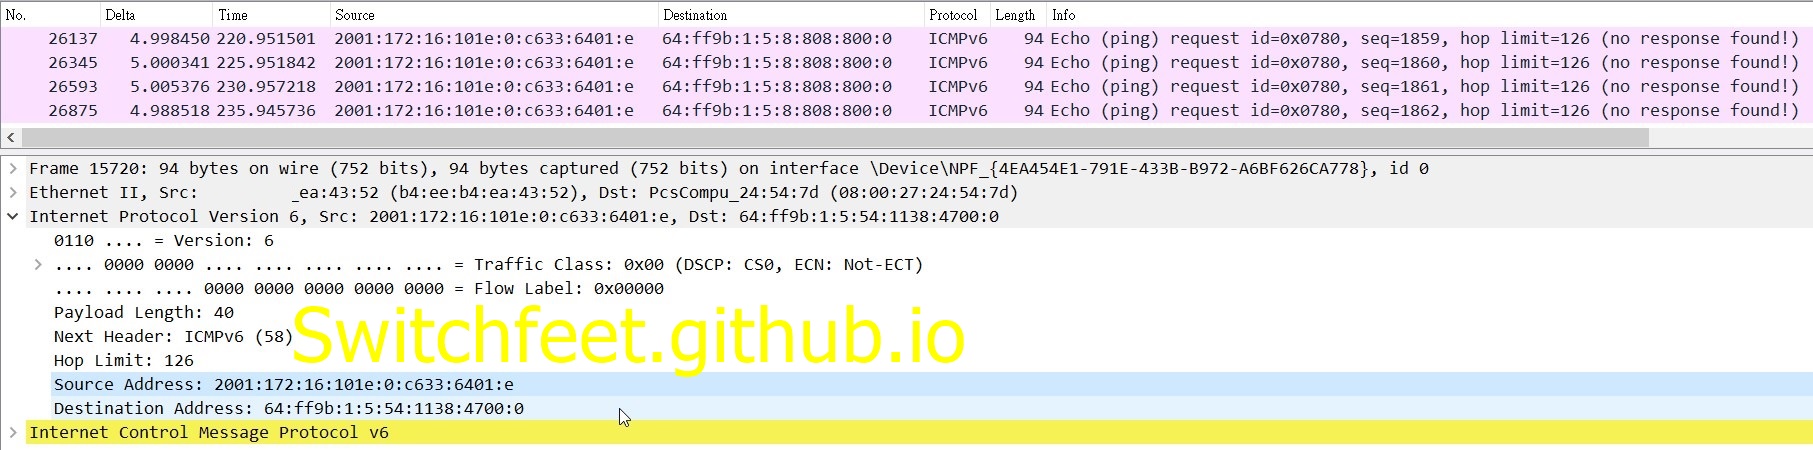 No. Delta Time Source Destination Protocol Length Info
26137 4.998450 220.951501 2001:172:16:101e:0:c633:6401:e 64:ff9b:1:5:8:808:800:0 ICMPv6 94 Echo (ping) request id=0x0780, seq=1859, hop limit=126 (no response found!)
26345 5.000341 225.951842 2001:172:16:101e:0:c633:6401:e 64:ff9b:1:5:8:808:800:0 ICMPv6 94 Echo (ping) request id=0x0780, seq=1860, hop limit=126 (no response found!)
26593 5.005376 230.957218 2001:172:16:101e:0:c633:6401:e 64:ff9b:1:5:8:808:800:0 ICMPv6 94 Echo (ping) request id=0x0780, seq=1861, hop limit=126 (no response found!)
26875 4.988518 235.945736 2001:172:16:101e:0:c633:6401:e 64:ff9b:1:5:8:808:800:0 ICMPv6 94 Echo (ping) request id=0x0780, seq=1862, hop limit=126 (no response found!)
Frame 15720: 94 bytes on wire (752 bits), 94 bytes captured (752 bits) on interface \Device\NPF_{4EA454E1-791E-433B-B972-A6BF626CA778}, id 0
Ethernet II, Src: _ea:43:52 (b4:ee:b4:ea:43:52), Dst: PcsCompu_24:54:7d (08:00:27:24:54:7d)
Internet Protocol Version 6, Src: 2001:172:16:101e:0:c633:6401:e, Dst: 64:ff9b:1:5:54:1138:4700:0
0110 .... = Version: 6
.... 0000 0000 .... .... .... .... .... = Traffic Class: 0x00 (DSCP: CS0, ECN: Not-ECT)
.... .... .... 0000 0000 0000 0000 0000 = Flow Label: 0x00000
Payload Length: 40
Next Header: ICMPv6 (58)
Switchfeet.github.io
Hop Limit: 126
Source Address: 2001:172:16:101e:0:c633:6401:e
Destination Address: 64:ff9b:1:5:54:1138:4700:0
Internet Control Message Protocol v6